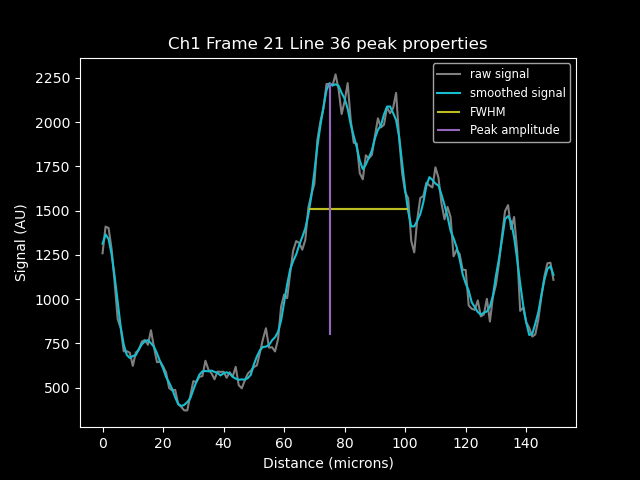 Ch1 Frame 21 Line 36 peak properties
raw signal
smoothed signal
FWHM
Peak amplitude
Signal (AU)
2250
2000
1750
1500
1250
1000
750
500
0 20 40 60 80 100 120 140
Distance (microns)